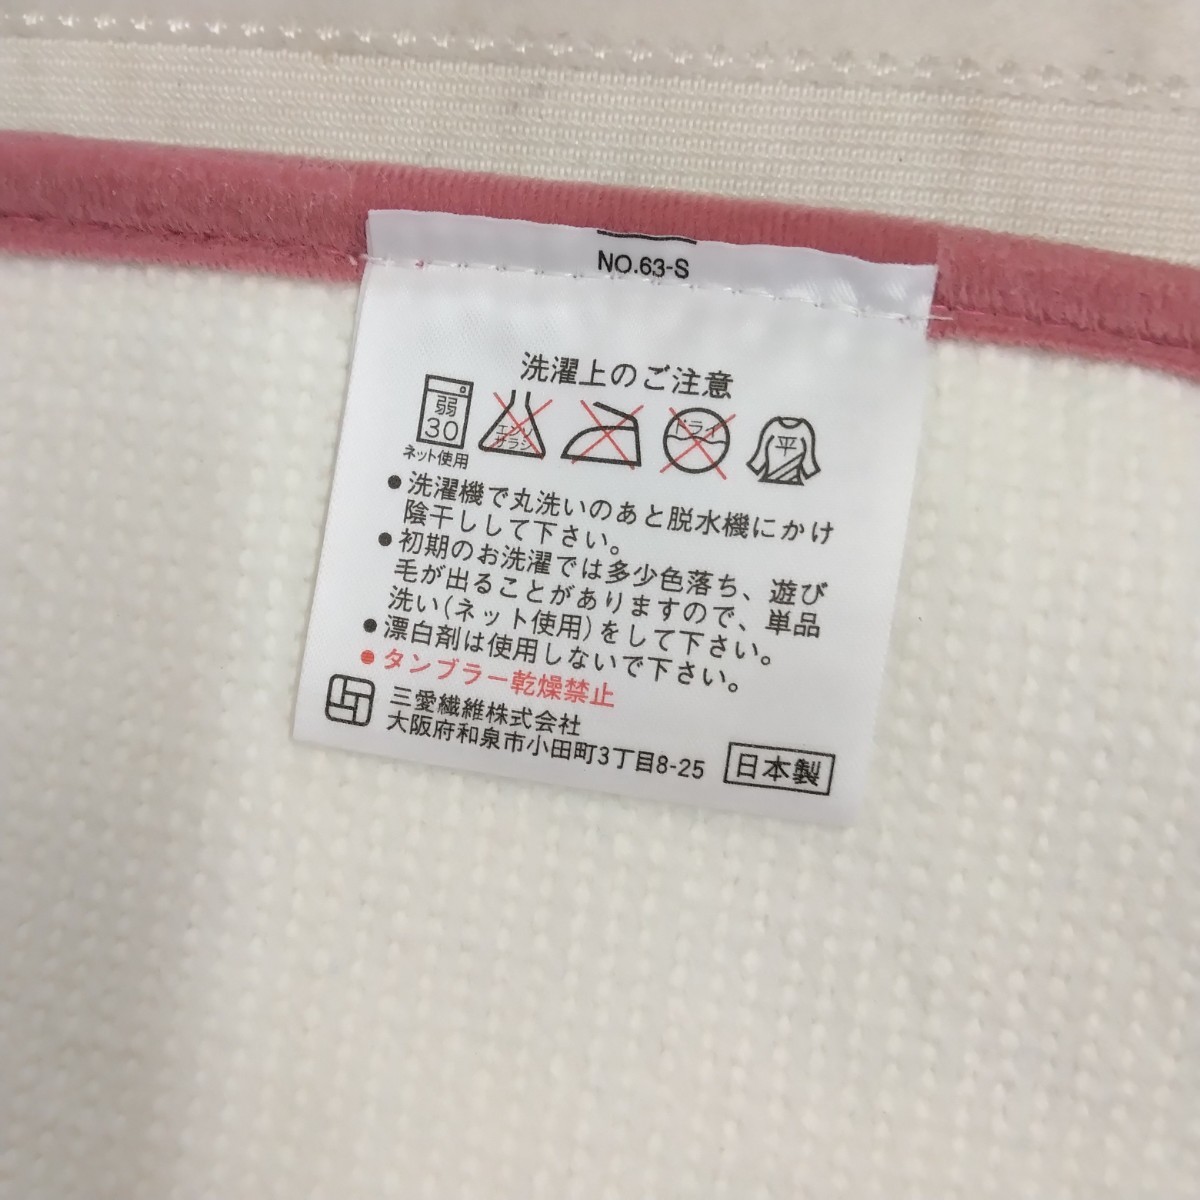 NO.63-S
洗濯上のご注意
弱
30
エンソ
サラシ
ドライ
平
ネット使用
●洗濯機で丸洗いのあと脱水機にかけ
陰干しして下さい。
●初期のお洗濯では多少色落ち、遊び
毛が出ることがありますので、単品
洗い(ネット使用)をして下さい。
●漂白剤は使用しないで下さい。
●タンブラー乾燥禁止
三愛繊維株式会社
大阪府和泉市小田町3丁目8-25
日本製